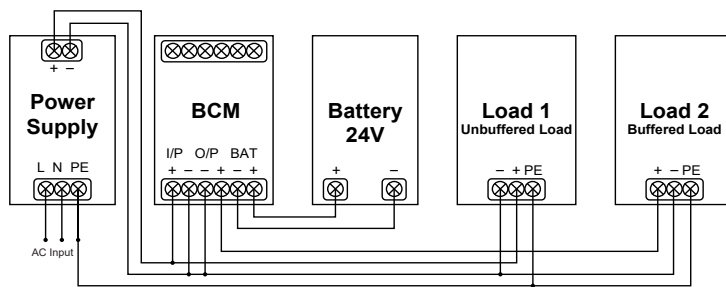 + −
Power
Supply
L N PE
AC Input
BCM
I/P O/P BAT
+ − − + − +
Battery
24V
+ −
Load 1
Unbuffered Load
− + PE
Load 2
Buffered Load
+ − PE